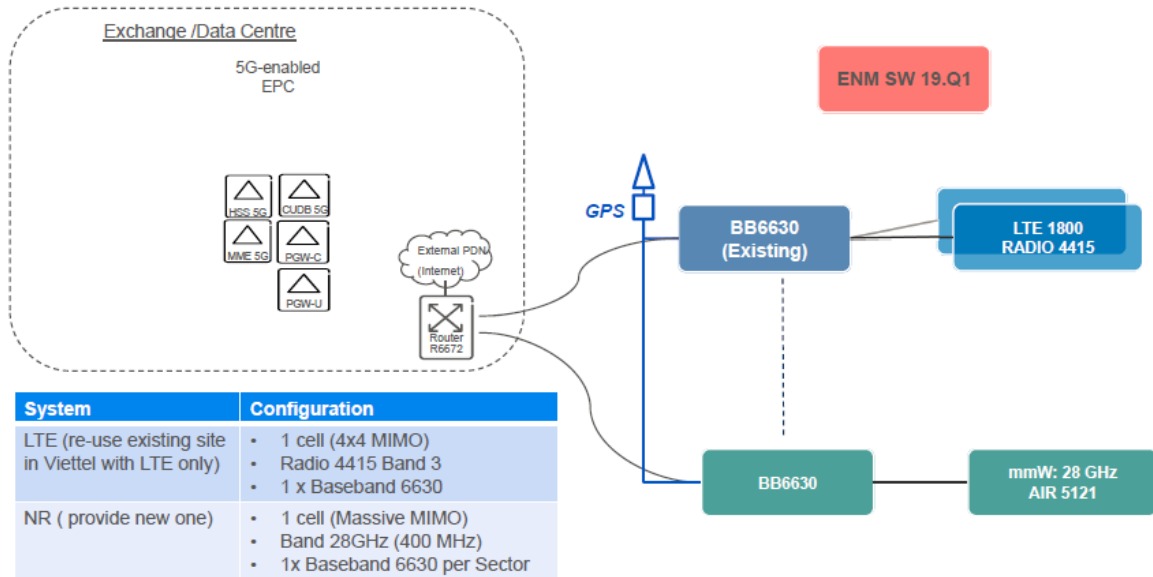 Exchange /Data Centre
5G-enabled
EPC
ENM SW 19.Q1
HSS 5G
CUDB 5G
MME 5G
PGW-C
PGW-U
External PDN
(Internet)
Router
R6672
GPS
BB6630
(Existing)
LTE 1800
RADIO 4415
BB6630
mmW: 28 GHz
AIR 5121
System Configuration
LTE (re-use existing site • 1 cell (4x4 MIMO)
in Viettel with LTE only) • Radio 4415 Band 3
• 1 x Baseband 6630
NR ( provide new one) • 1 cell (Massive MIMO)
• Band 28GHz (400 MHz)
• 1x Baseband 6630 per Sector